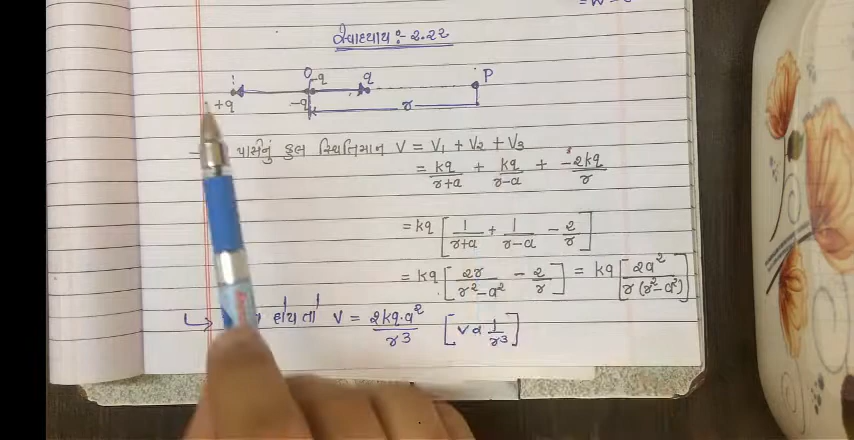 સ્વાધ્યાય :- ૨.૨૨
O -q q P
+q -q r
પાસેનું કુલ સ્થિતિમાન V = V₁ + V₂ + V₃
= kq/(r+a) + kq/(r-a) + -2kq/r
= kq [1/(r+a) + 1/(r-a) - 2/r]
= kq [2r/(r²-a²) - 2/r] = kq [2a²/(r(r²-a²))]
હોય તો V = 2kq·a²/r³ [V α 1/r³]